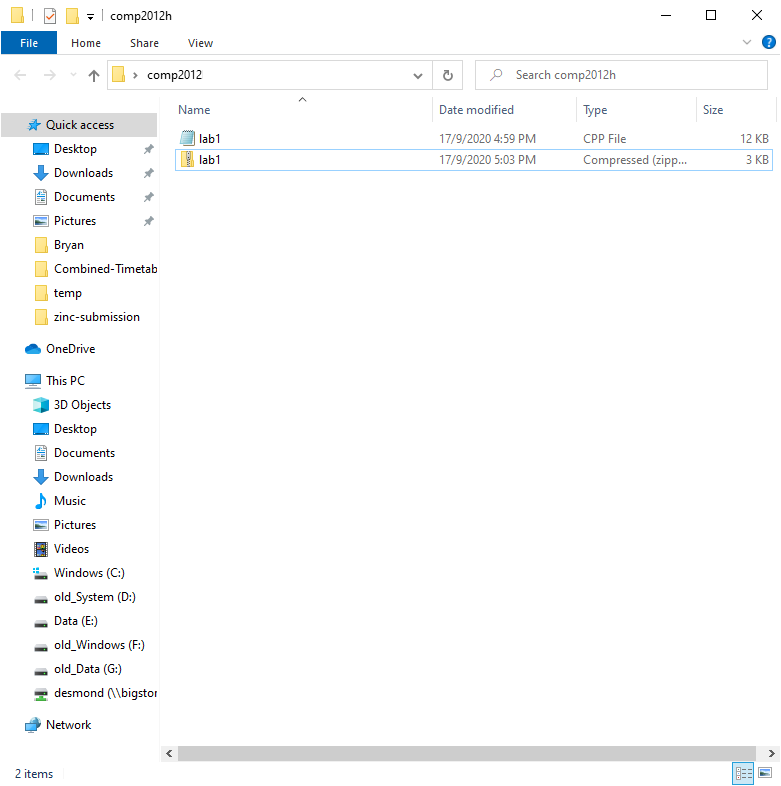 comp2012h
File Home Share View
comp2012
Search comp2012h
Name Date modified Type Size
lab1 17/9/2020 4:59 PM CPP File 12 KB
lab1 17/9/2020 5:03 PM Compressed (zipp... 3 KB
Quick access
Desktop
Downloads
Documents
Pictures
Bryan
Combined-Timetab
temp
zinc-submission
OneDrive
This PC
3D Objects
Desktop
Documents
Downloads
Music
Pictures
Videos
Windows (C:)
old_System (D:)
Data (E:)
old_Windows (F:)
old_Data (G:)
desmond (\\bigstor
Network
2 items